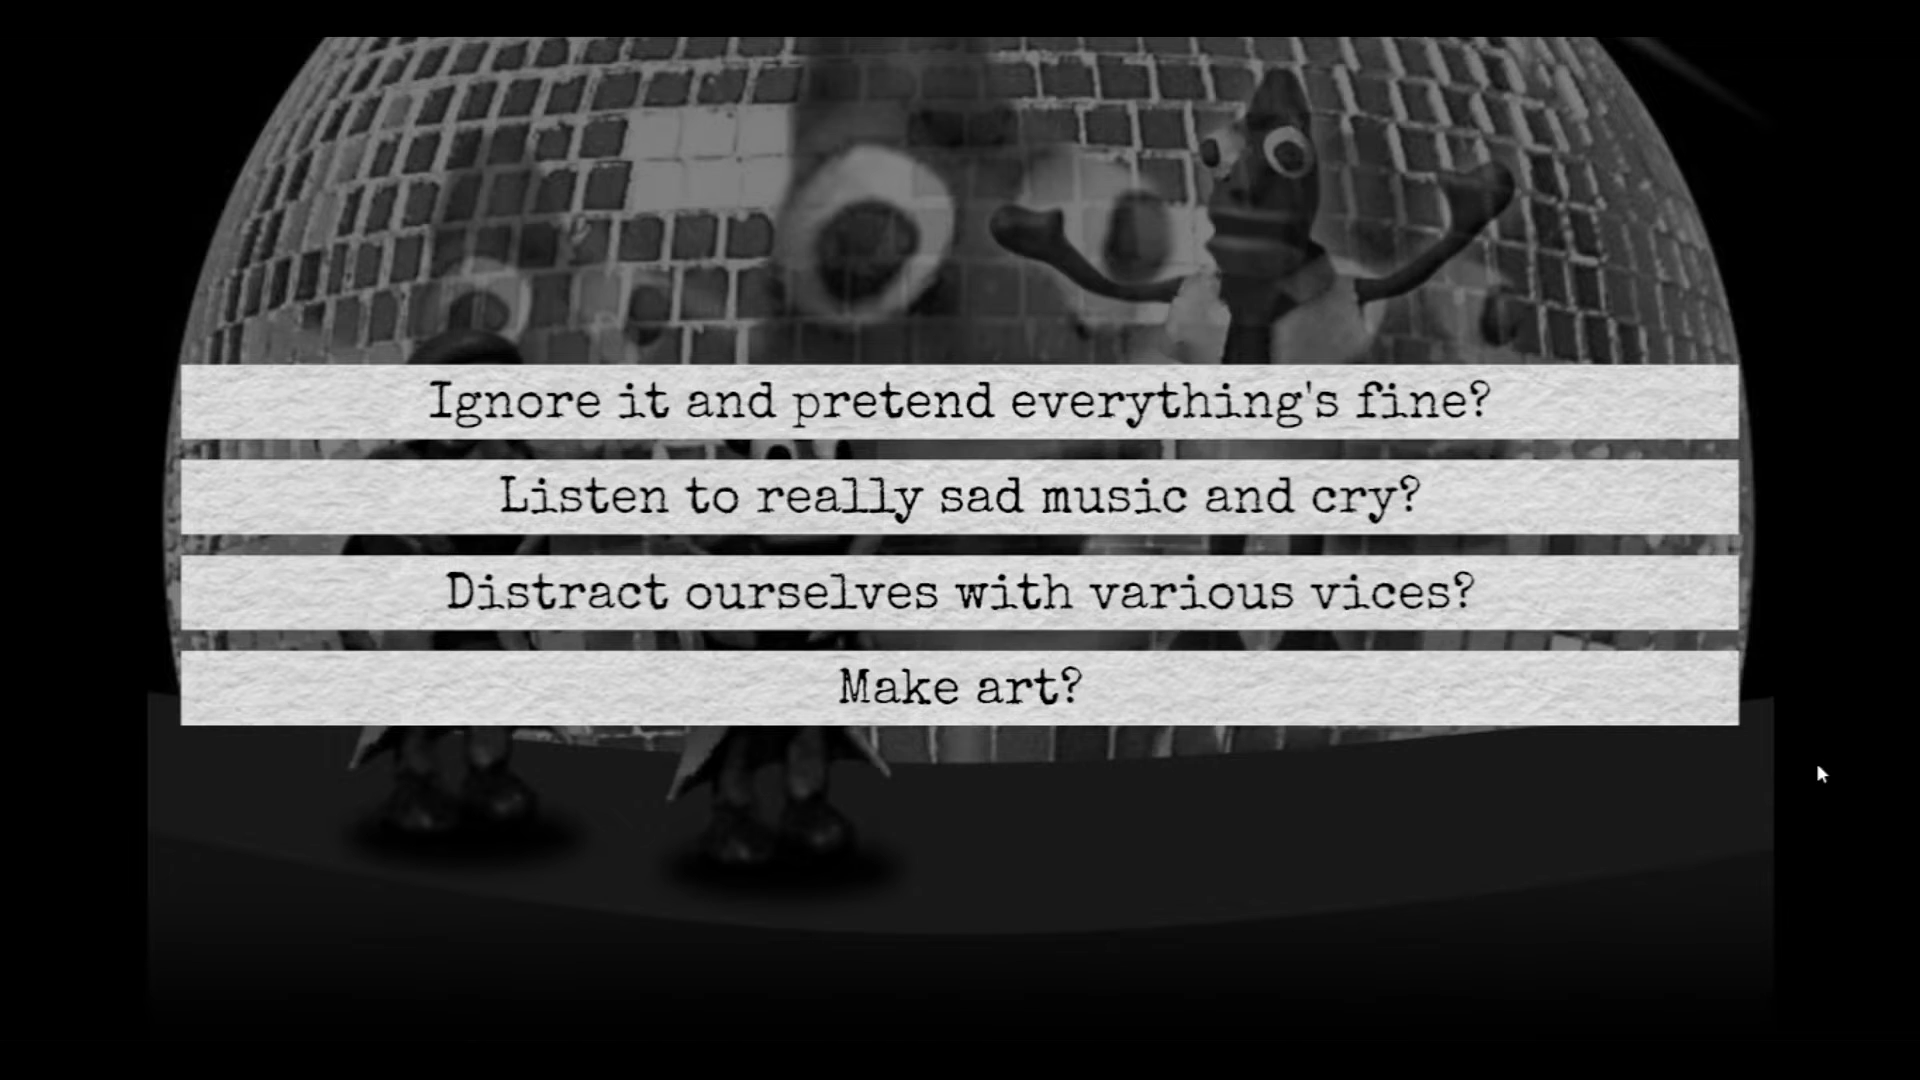 Ignore it and pretend everything's fine?
Listen to really sad music and cry?
Distract ourselves with various vices?
Make art?